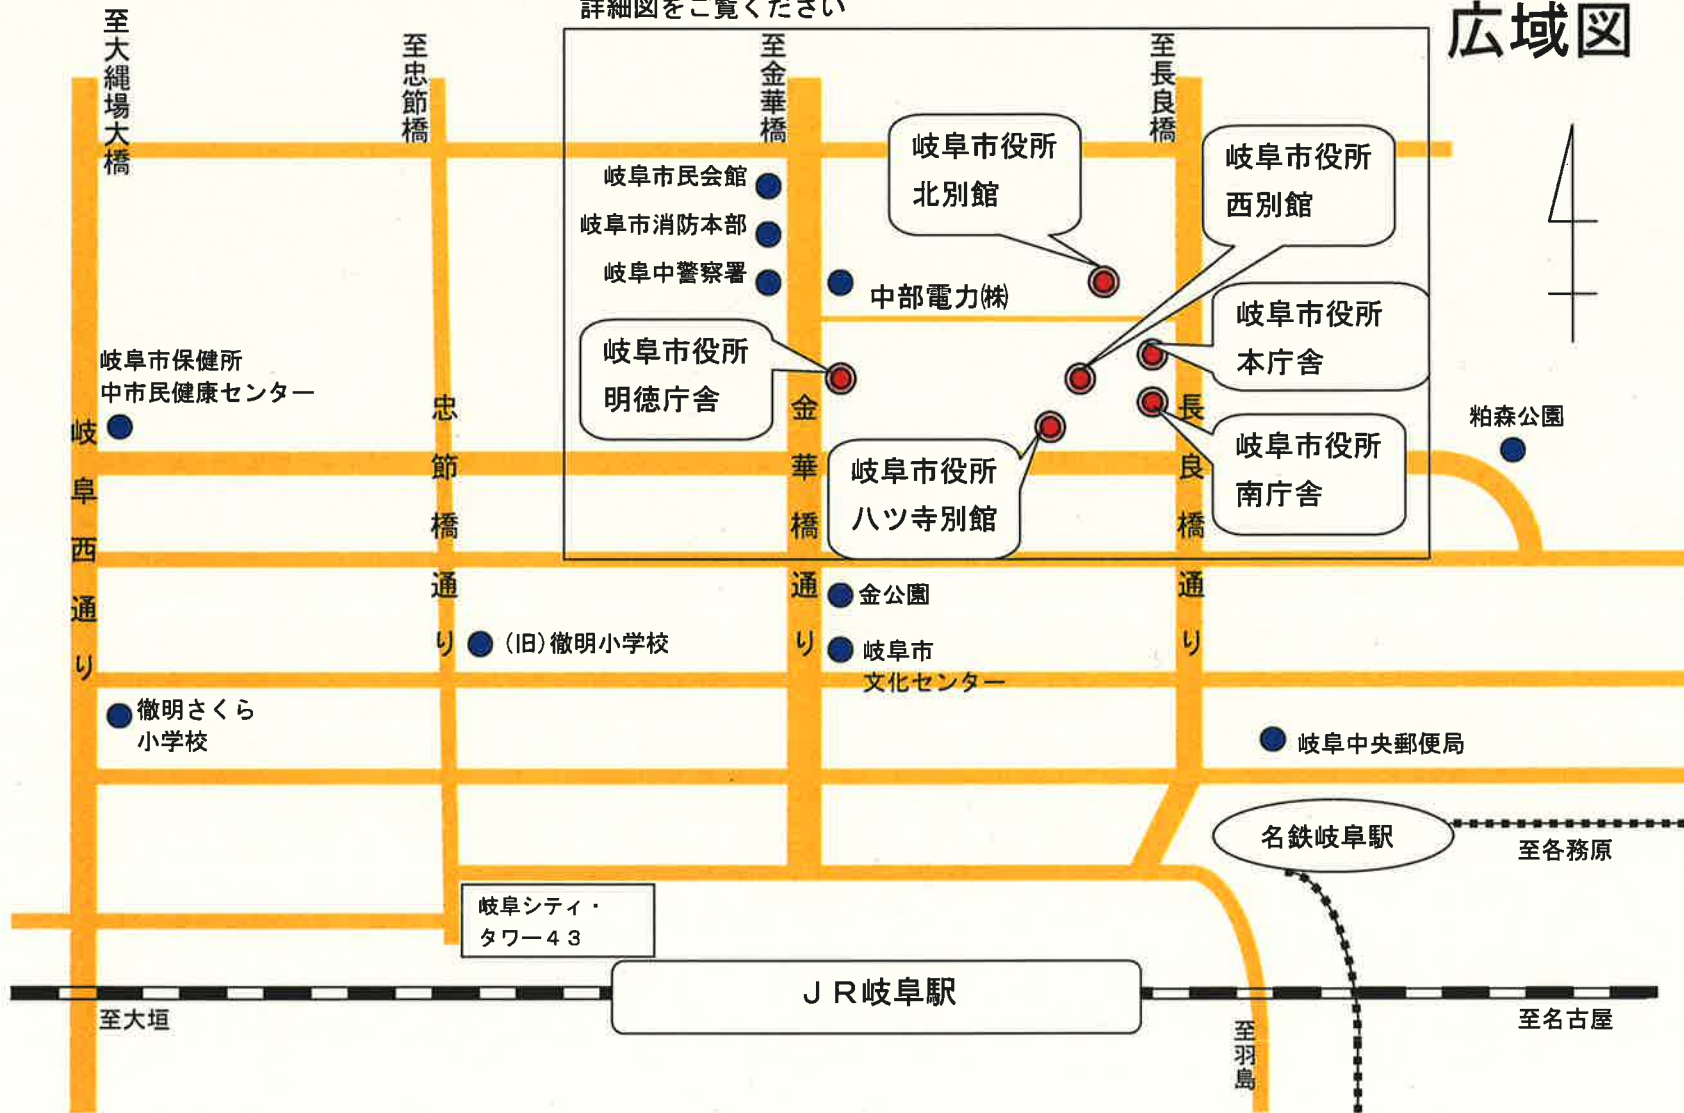 詳細図をご覧ください
広域図
至大縄場大橋
至忠節橋
至金華橋
至長良橋
岐阜市役所
北別館
岐阜市役所
西別館
岐阜市民会館
岐阜市消防本部
岐阜中警察署
中部電力㈱
岐阜市役所
本庁舎
岐阜市役所
明徳庁舎
岐阜市保健所
中市民健康センター
粕森公園
岐阜市役所
南庁舎
岐阜市役所
八ツ寺別館
岐阜西通り
忠節橋通り
金華橋通り
長良橋通り
金公園
(旧)徹明小学校
岐阜市
文化センター
徹明さくら
小学校
岐阜中央郵便局
名鉄岐阜駅
至各務原
岐阜シティ・
タワー４３
ＪＲ岐阜駅
至大垣
至名古屋
至羽島